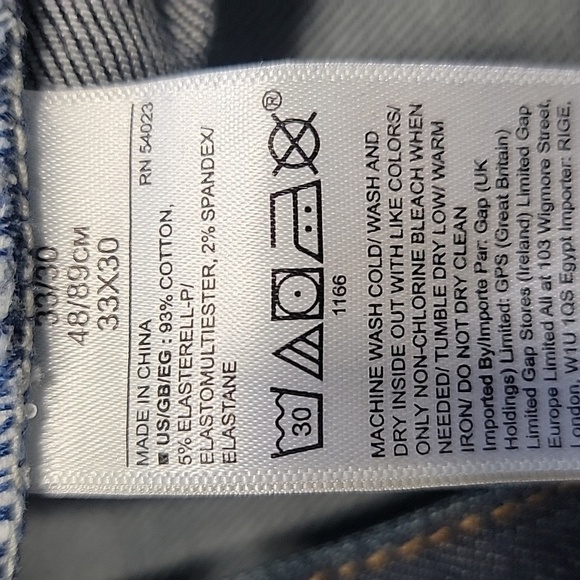 33/30
48/89CM
33X30
RN 54023
MADE IN CHINA
US/GB/EG : 93% COTTON,
5% ELASTERELL-P/
ELASTOMULTIESTER, 2% SPANDEX/
ELASTANE
30
®
1166
MACHINE WASH COLD/ WASH AND
DRY INSIDE OUT WITH LIKE COLORS/
ONLY NON-CHLORINE BLEACH WHEN
NEEDED/ TUMBLE DRY LOW/ WARM
IRON/ DO NOT DRY CLEAN
Imported By/Importe Par: Gap (UK
Holdings) Limited: GPS (Great Britain)
Limited Gap Stores (Ireland) Limited Gap
Europe Limited All at 103 Wigmore Street,
London, W1U 1QS Egypt Importer: RIGE,